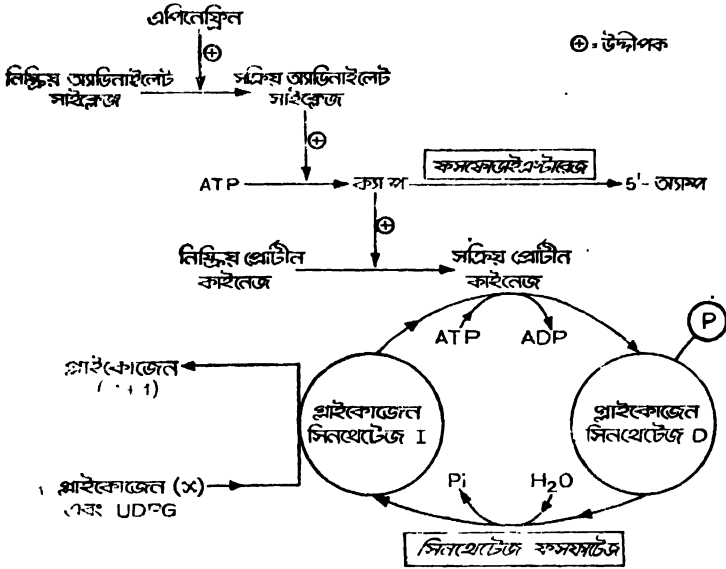 এপিনেফ্রিন
⊕ = উদ্দীপক
নিষ্ক্রিয় অ্যাডিনাইলেট
সাইক্লেজ
সক্রিয় অ্যাডিনাইলেট
সাইক্লেজ
⊕
⊕
ATP
ক্যাম্প
ফসফোডাইএস্টারেজ
5'- অ্যাম্প
⊕
নিষ্ক্রিয় প্রোটীন
কাইনেজ
সক্রিয় প্রোটীন
কাইনেজ
ATP
ADP
P
গ্লাইকোজেন
+ 1)
গ্লাইকোজেন
সিনথেটেজ I
গ্লাইকোজেন
সিনথেটেজ D
গ্লাইকোজেন (x)
এবং UDPG
Pi
H₂O
সিনথেটেজ ফসফাটেজ